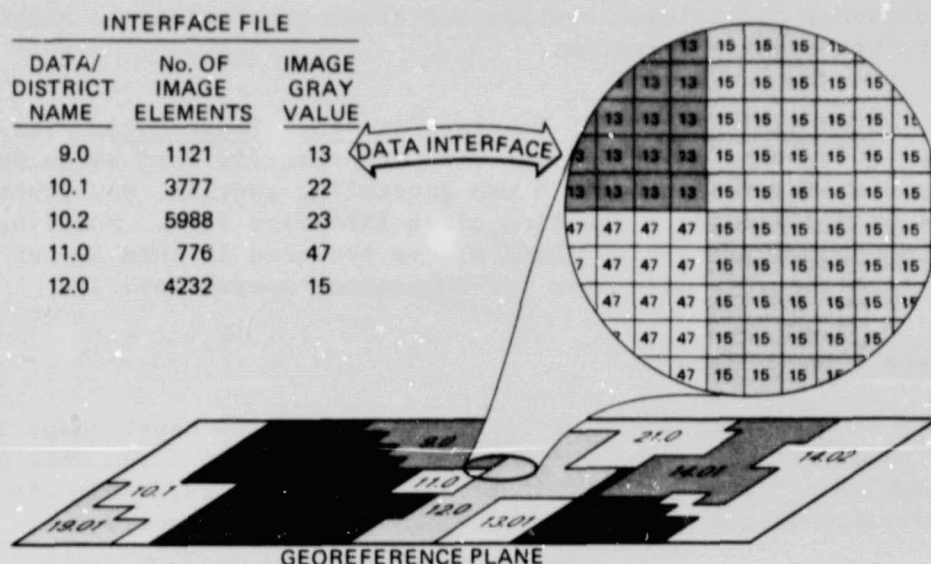 INTERFACE FILE
DATA/ DISTRICT NAME No. OF IMAGE ELEMENTS IMAGE GRAY VALUE
9.0 1121 13
10.1 3777 22
10.2 5988 23
11.0 776 47
12.0 4232 15
DATA INTERFACE
13 15 15 15 15
13 13 13 15 15 15 15 15
13 13 13 15 15 15 15 15 15
13 13 13 13 15 15 15 15 15 15
13 13 13 13 15 15 15 15 15 15
47 47 47 47 15 15 15 15 15 15
47 47 47 15 15 15 15 15 15
47 47 47 15 15 15 15 15 15
47 47 15 15 15 15 15
47 15 15 15 15
9.0
21.0
10.1
11.0
14.01
14.02
19.01
12.0
13.01
GEOREFERENCE PLANE